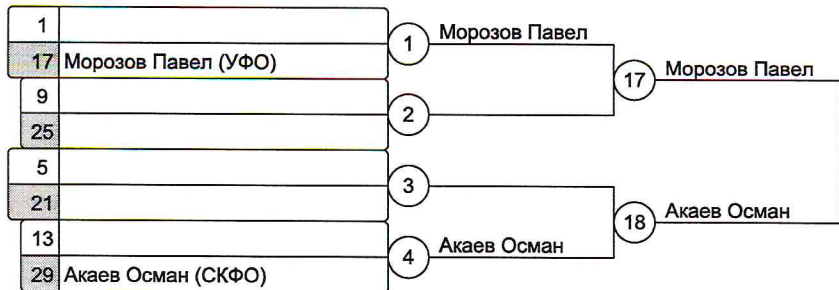 1
17 Морозов Павел (УФО)
1 Морозов Павел
9
25
2
17 Морозов Павел
5
21
3
13
29 Акаев Осман (СКФО)
4 Акаев Осман
18 Акаев Осман